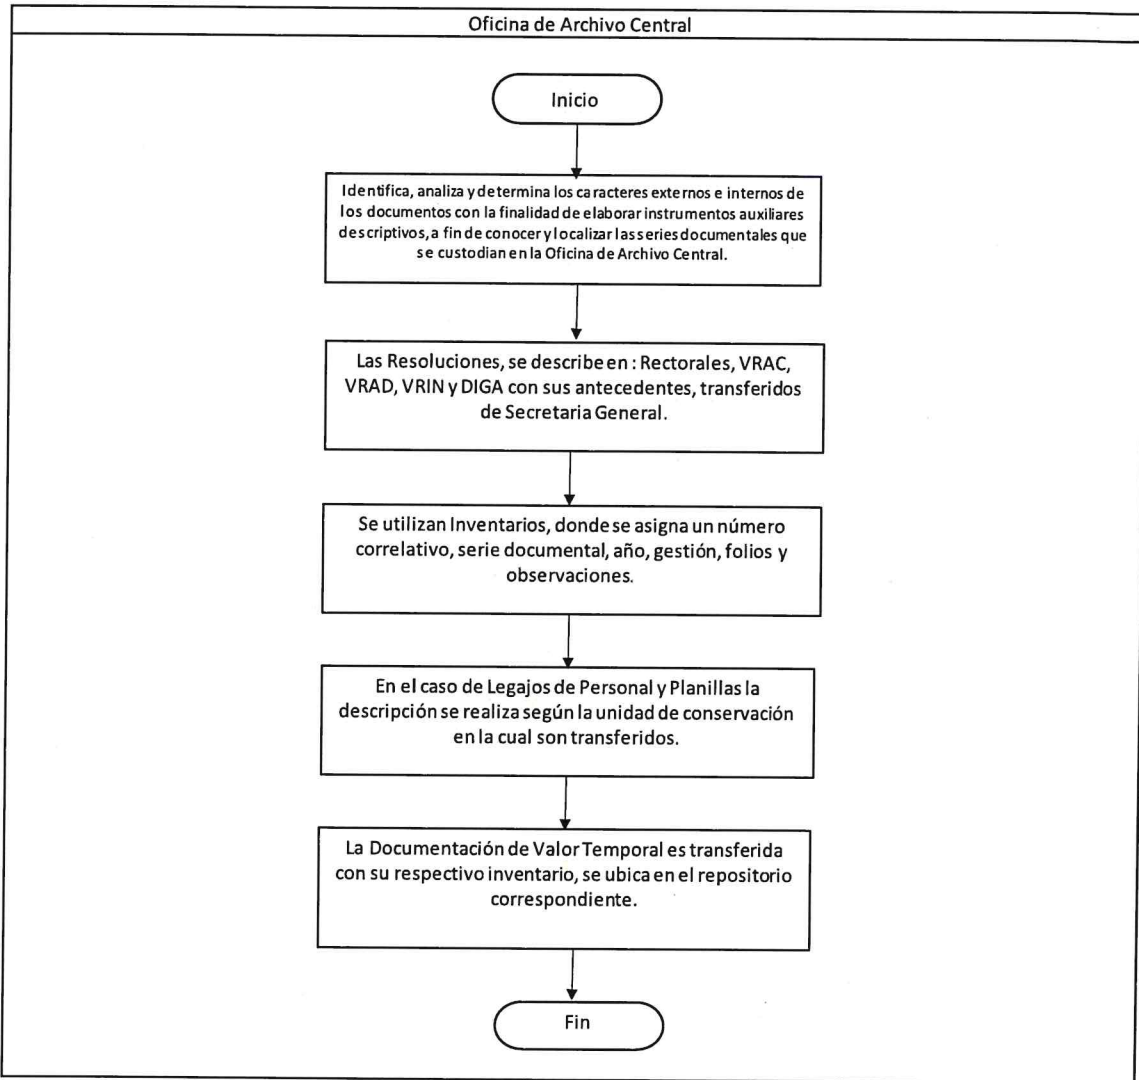 Oficina de Archivo Central
Inicio
Identifica, analiza y determina los caracteres externos e internos de
los documentos con la finalidad de elaborar instrumentos auxiliares
descriptivos, a fin de conocer y localizar las series documentales que
se custodian en la Oficina de Archivo Central.
Las Resoluciones, se describe en : Rectorales, VRAC,
VRAD, VRIN y DIGA con sus antecedentes, transferidos
de Secretaria General.
Se utilizan Inventarios, donde se asigna un número
correlativo, serie documental, año, gestión, folios y
observaciones.
En el caso de Legajos de Personal y Planillas la
descripción se realiza según la unidad de conservación
en la cual son transferidos.
La Documentación de Valor Temporal es transferida
con su respectivo inventario, se ubica en el repositorio
correspondiente.
Fin